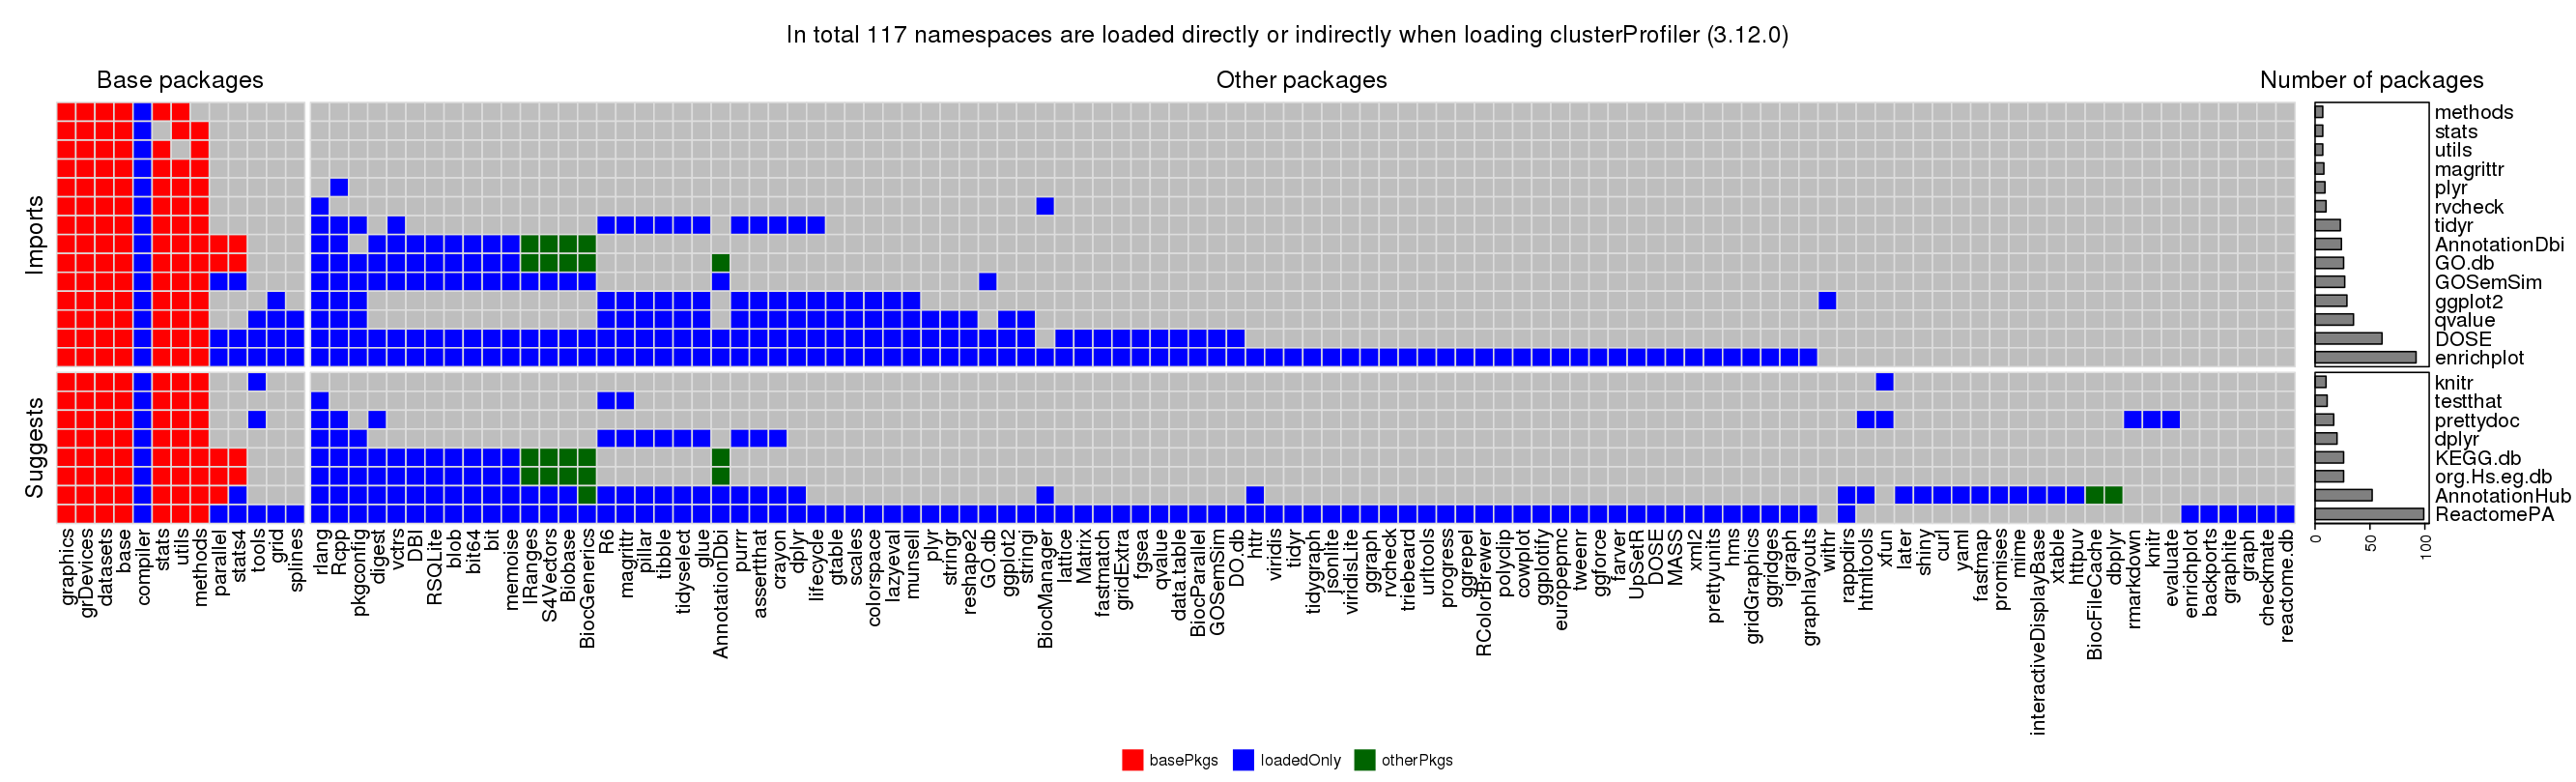 In total 117 namespaces are loaded directly or indirectly when loading clusterProfiler (3.12.0)
Base packages
Other packages
Number of packages
Imports
methods
stats
utils
magrittr
plyr
rvcheck
tidyr
AnnotationDbi
GO.db
GOSemSim
ggplot2
qvalue
DOSE
enrichplot
Suggests
knitr
testthat
prettydoc
dplyr
KEGG.db
org.Hs.eg.db
AnnotationHub
ReactomePA
0
50
100
graphics
grDevices
datasets
base
compiler
stats
utils
methods
parallel
stats4
tools
grid
splines
rlang
Rcpp
pkgconfig
digest
vctrs
DBI
RSQLite
blob
bit64
bit
memoise
IRanges
S4Vectors
Biobase
BiocGenerics
R6
magrittr
pillar
tibble
tidyselect
glue
AnnotationDbi
purrr
assertthat
crayon
dplyr
lifecycle
gtable
scales
colorspace
lazyeval
munsell
plyr
stringr
reshape2
GO.db
ggplot2
stringi
BiocManager
lattice
Matrix
fastmatch
gridExtra
fgsea
qvalue
data.table
BiocParallel
GOSemSim
DO.db
httr
viridis
tidyr
tidygraph
jsonlite
viridisLite
ggraph
rvcheck
triebeard
urltools
progress
ggrepel
RColorBrewer
polyclip
cowplot
ggplotify
europepmc
tweenr
ggforce
farver
UpSetR
DOSE
MASS
xml2
prettyunits
hms
gridGraphics
ggridges
igraph
graphlayouts
withr
rappdirs
htmltools
xfun
later
shiny
curl
yaml
fastmap
promises
mime
interactiveDisplayBase
xtable
httpuv
BiocFileCache
dbplyr
rmarkdown
knitr
evaluate
enrichplot
backports
graphite
graph
checkmate
reactome.db
basePkgs
loadedOnly
otherPkgs